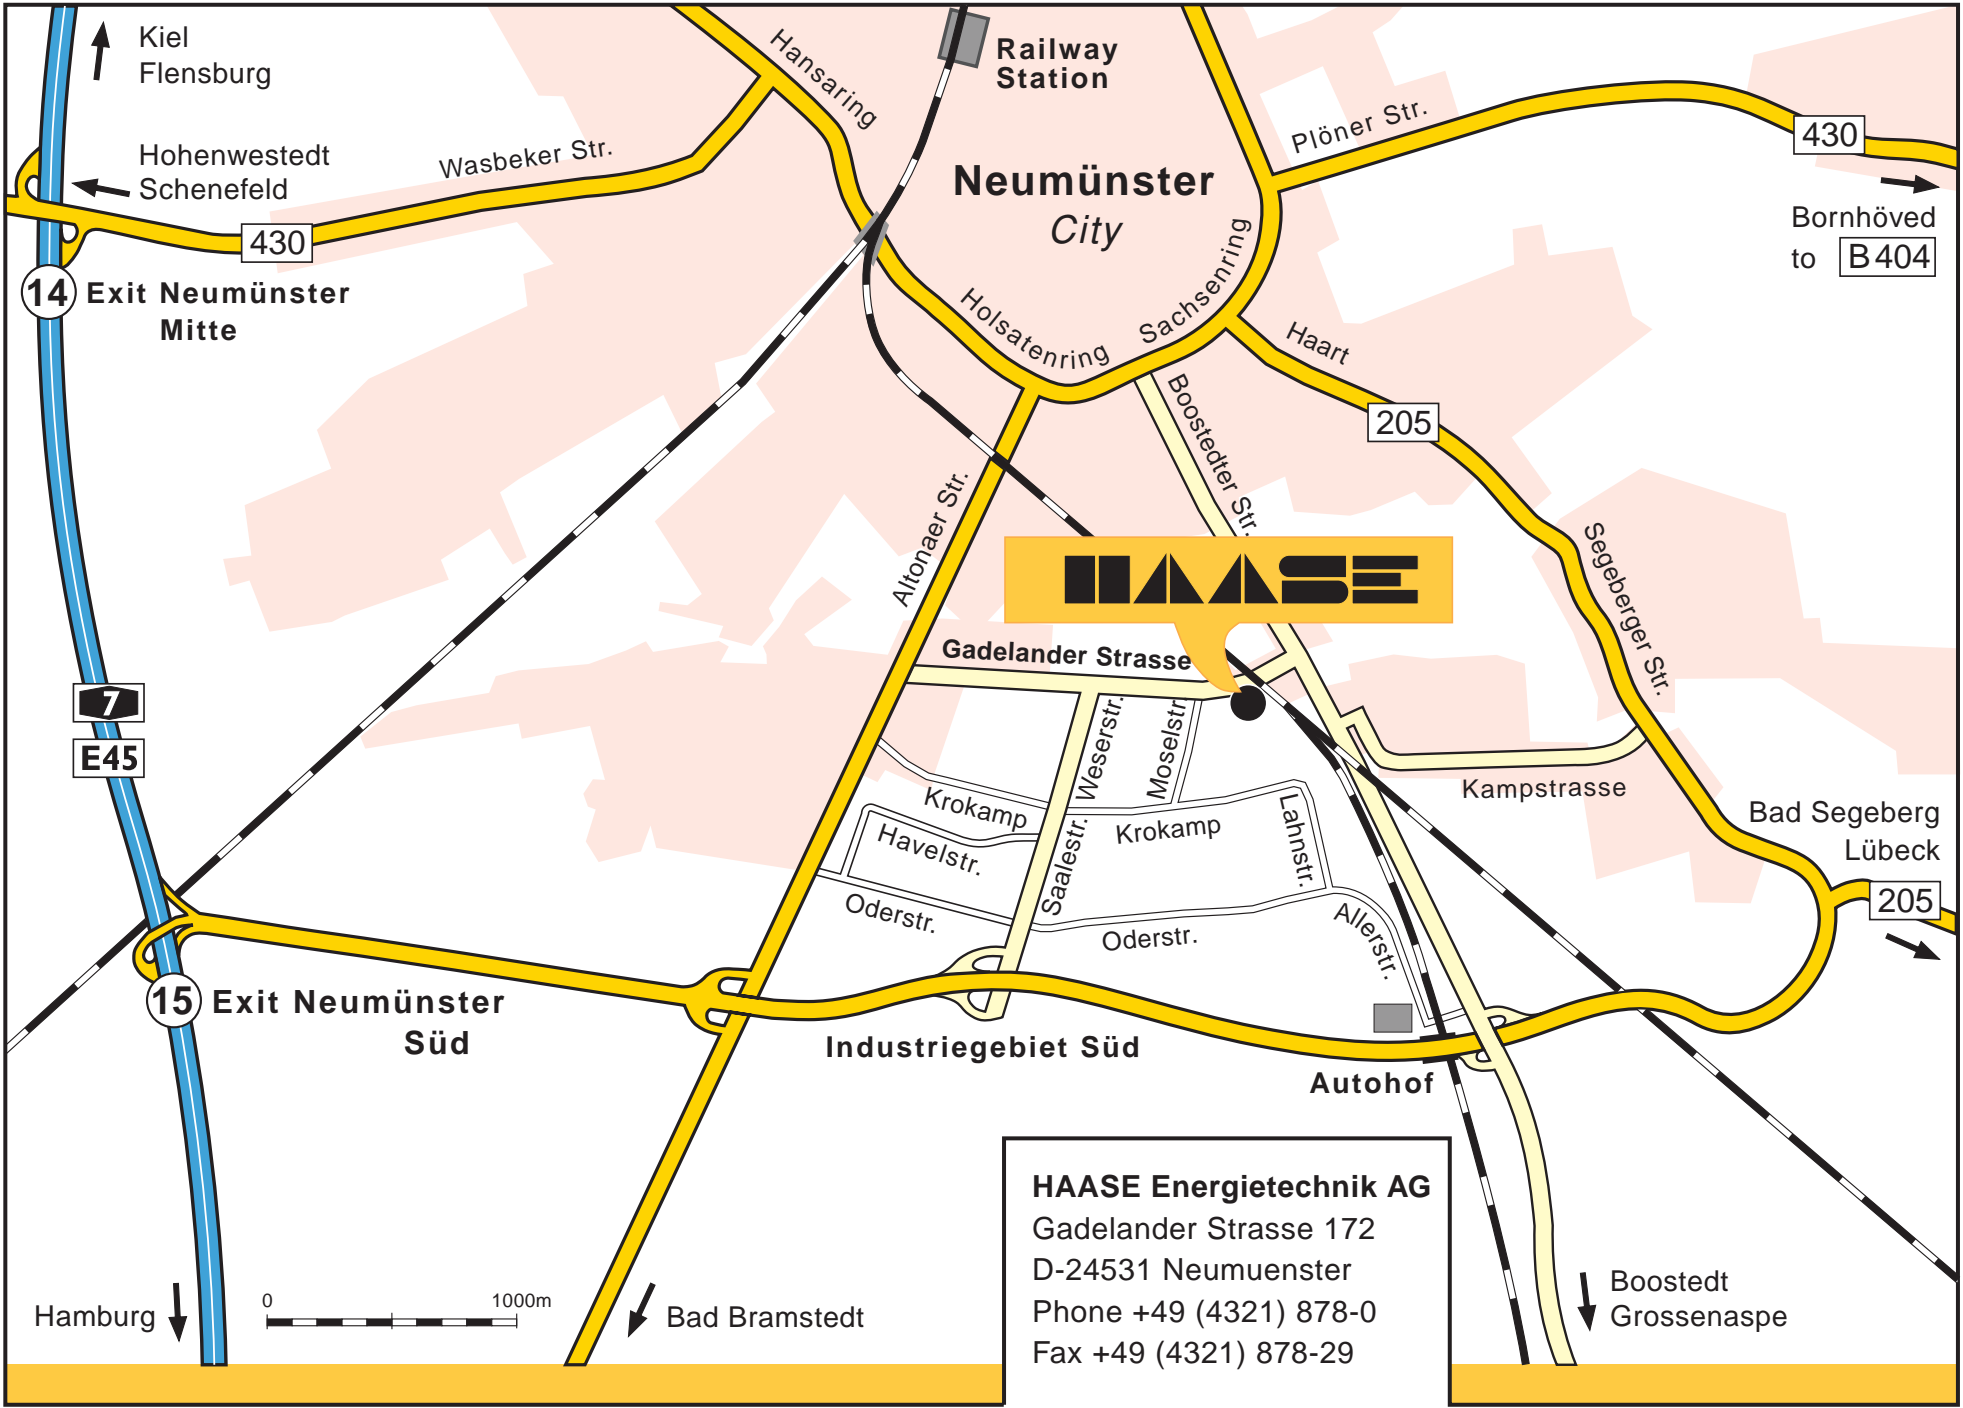 Kiel
Flensburg
Hohenwestedt
Schenefeld
Wasbeker Str.
430
14
Exit Neumünster
Mitte
Hansaring
Railway
Station
Neumünster
City
Plöner Str.
430
Bornhöved
to B 404
Holsatenring
Sachsenring
Haart
205
Boostedter Str.
Altonaer Str.
HAASE
Gadelander Strasse
Segeberger Str.
7
E45
Weserstr.
Moselstr.
Krokamp
Krokamp
Havelstr.
Saalestr.
Lahnstr.
Kampstrasse
Bad Segeberg
Lübeck
205
Oderstr.
Oderstr.
Allerstr.
15
Exit Neumünster
Süd
Industriegebiet Süd
Autohof
HAASE Energietechnik AG
Gadelander Strasse 172
D-24531 Neumuenster
Phone +49 (4321) 878-0
Fax +49 (4321) 878-29
Hamburg
0 1000m
Bad Bramstedt
Boostedt
Grossenaspe